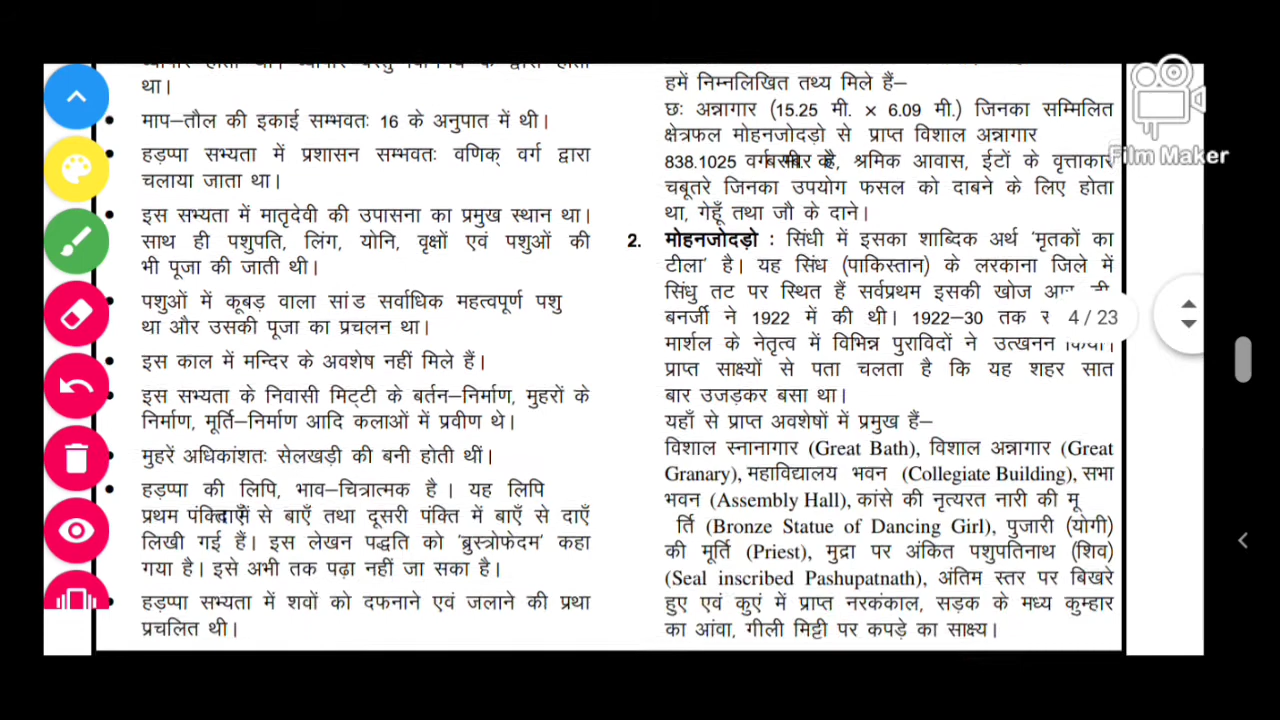 था।
माप–तौल की इकाई सम्भवतः 16 के अनुपात में थी।
हड़प्पा सभ्यता में प्रशासन सम्भवतः वणिक् वर्ग द्वारा
चलाया जाता था।
इस सभ्यता में मातृदेवी की उपासना का प्रमुख स्थान था।
साथ ही पशुपति, लिंग, योनि, वृक्षों एवं पशुओं की
भी पूजा की जाती थी।
पशुओं में कूबड़ वाला सांड सर्वाधिक महत्वपूर्ण पशु
था और उसकी पूजा का प्रचलन था।
इस काल में मन्दिर के अवशेष नहीं मिले हैं।
इस सभ्यता के निवासी मिट्टी के बर्तन–निर्माण, मुहरों के
निर्माण, मूर्ति–निर्माण आदि कलाओं में प्रवीण थे।
मुहरें अधिकांशतः सेलखड़ी की बनी होती थीं।
हड़प्पा की लिपि, भाव–चित्रात्मक है। यह लिपि
प्रथम पंक्ति में दाएँ से बाएँ तथा दूसरी पंक्ति में बाएँ से दाएँ
लिखी गई हैं। इस लेखन पद्धति को 'ब्रुस्त्रोफेदम' कहा
गया है। इसे अभी तक पढ़ा नहीं जा सका है।
हड़प्पा सभ्यता में शवों को दफनाने एवं जलाने की प्रथा
प्रचलित थी।
हमें निम्नलिखित तथ्य मिले हैं–
छः अन्नागार (15.25 मी. × 6.09 मी.) जिनका सम्मिलित
क्षेत्रफल मोहनजोदड़ो से प्राप्त विशाल अन्नागार
838.1025 वर्ग है, श्रमिक आवास, ईटों के वृत्ताकार
चबूतरे जिनका उपयोग फसल को दाबने के लिए होता
था, गेहूँ तथा जौ के दाने।
2. मोहनजोदड़ो : सिंधी में इसका शाब्दिक अर्थ 'मृतकों का
टीला' है। यह सिंध (पाकिस्तान) के लरकाना जिले में
सिंधु तट पर स्थित हैं सर्वप्रथम इसकी खोज
बनर्जी ने 1922 में की थी। 1922–30 तक
मार्शल के नेतृत्व में विभिन्न पुराविदों ने उत्खनन किया।
प्राप्त साक्ष्यों से पता चलता है कि यह शहर सात
बार उजड़कर बसा था।
यहाँ से प्राप्त अवशेषों में प्रमुख हैं–
विशाल स्नानागार (Great Bath), विशाल अन्नागार (Great
Granary), महाविद्यालय भवन (Collegiate Building), सभा
भवन (Assembly Hall), कांसे की नृत्यरत नारी की मू
र्ति (Bronze Statue of Dancing Girl), पुजारी (योगी)
की मूर्ति (Priest), मुद्रा पर अंकित पशुपतिनाथ (शिव)
(Seal inscribed Pashupatnath), अंतिम स्तर पर बिखरे
हुए एवं कुएं में प्राप्त नरकंकाल, सड़क के मध्य कुम्हार
का आंवा, गीली मिट्टी पर कपड़े का साक्ष्य।
4 / 23
Film Maker